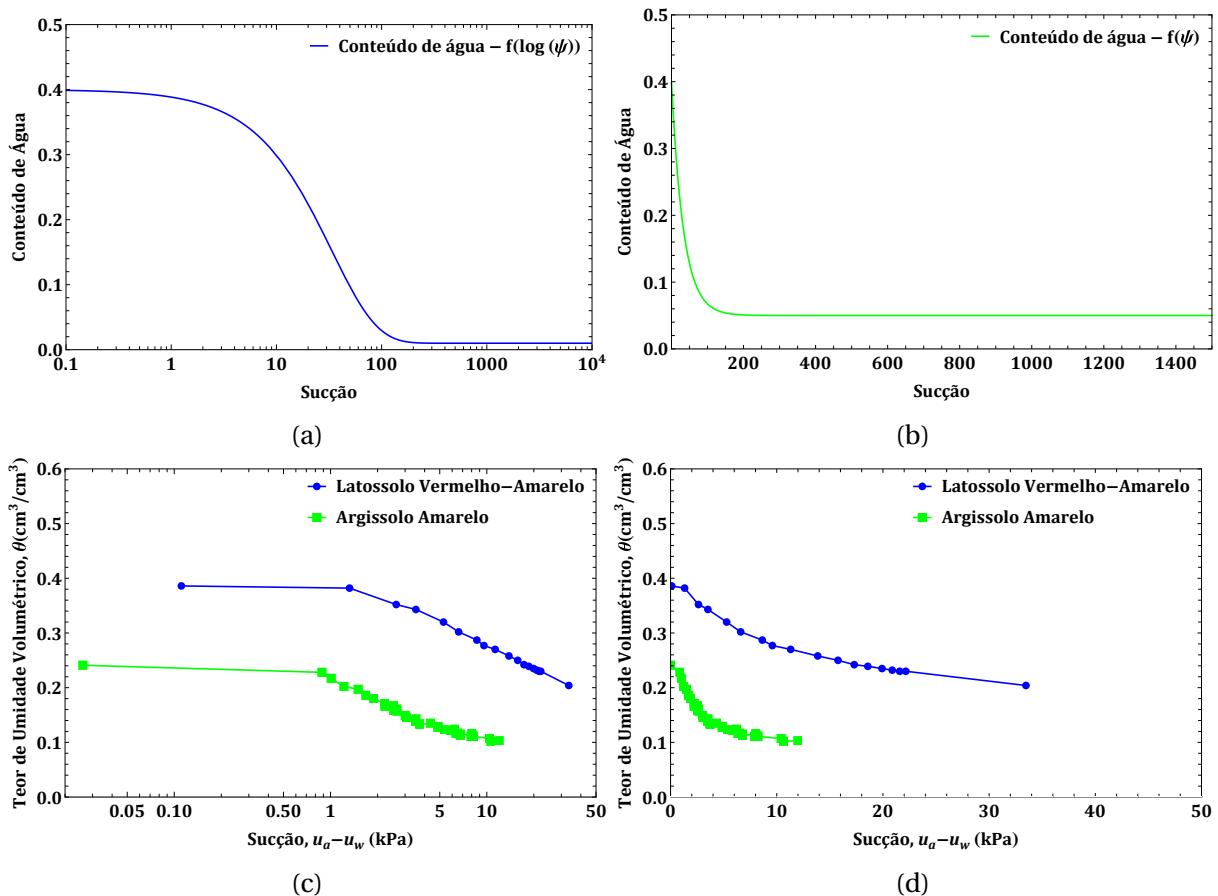 0.5
0.4
0.3
0.2
0.1
0.0
Conteúdo de Água
Conteúdo de água − f(log (ψ))
0.1 1 10 100 1000 10^4
Sucção
(a)
0.5
0.4
0.3
0.2
0.1
0.0
Conteúdo de Água
Conteúdo de água − f(ψ)
200 400 600 800 1000 1200 1400
Sucção
(b)
0.6
0.5
0.4
0.3
0.2
0.1
0.0
Teor de Umidade Volumétrico, θ(cm³/cm³)
Latossolo Vermelho−Amarelo
Argissolo Amarelo
0.05 0.10 0.50 1 5 10 50
Sucção, u_a−u_w (kPa)
(c)
0.6
0.5
0.4
0.3
0.2
0.1
0.0
Teor de Umidade Volumétrico, θ(cm³/cm³)
Latossolo Vermelho−Amarelo
Argissolo Amarelo
0 10 20 30 40 50
Sucção, u_a−u_w (kPa)
(d)